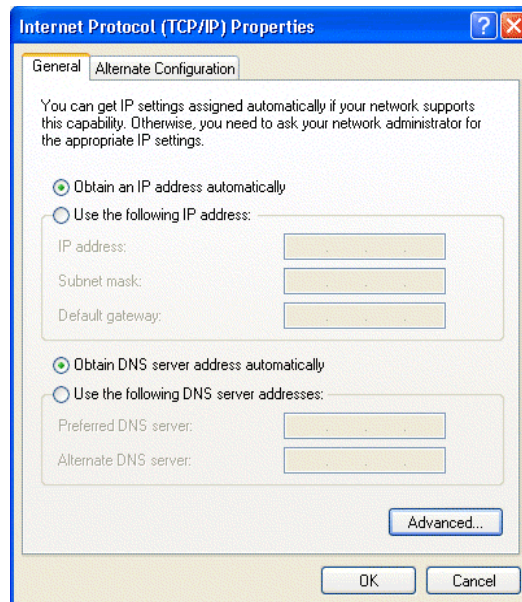 Internet Protocol (TCP/IP) Properties
General
Alternate Configuration
You can get IP settings assigned automatically if your network supports
this capability. Otherwise, you need to ask your network administrator for
the appropriate IP settings.
Obtain an IP address automatically
Use the following IP address:
IP address:
Subnet mask:
Default gateway:
Obtain DNS server address automatically
Use the following DNS server addresses:
Preferred DNS server:
Alternate DNS server:
Advanced...
OK
Cancel